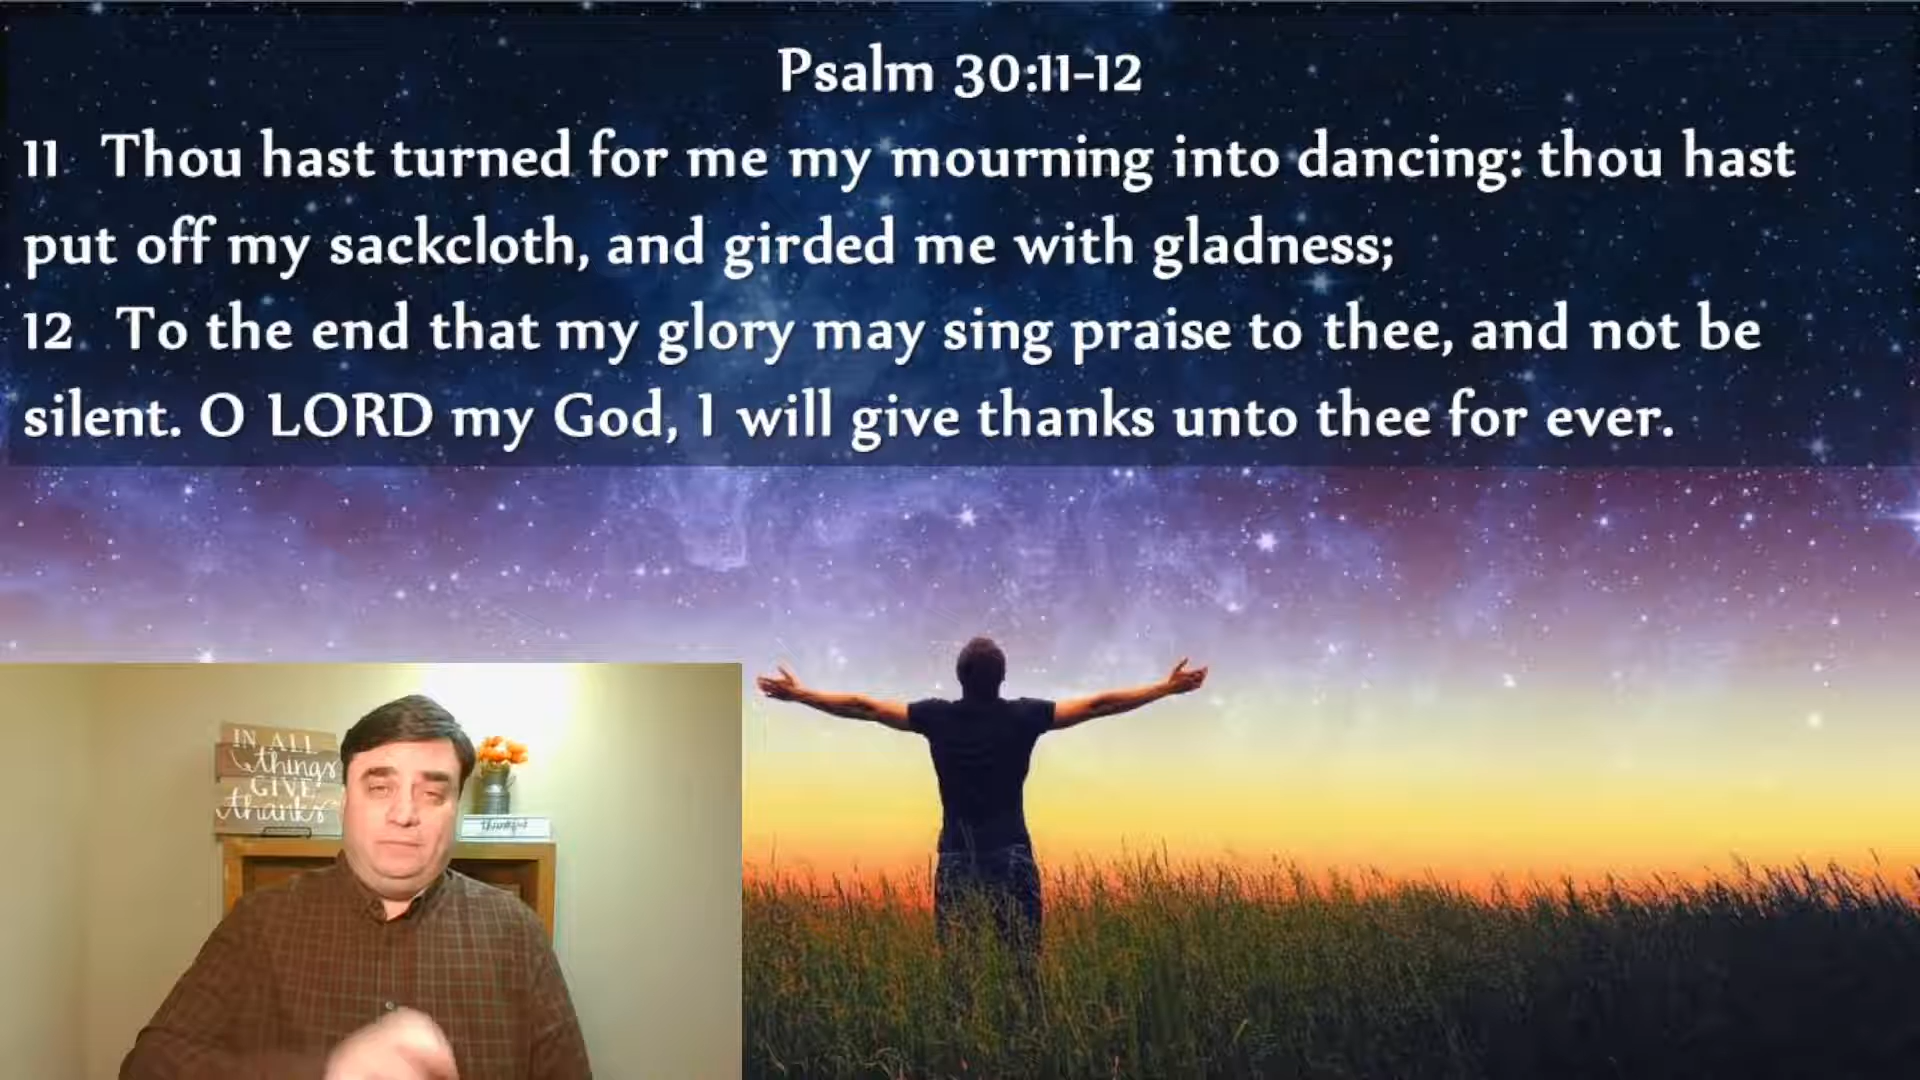 Psalm 30:11-12
11 Thou hast turned for me my mourning into dancing: thou hast
put off my sackcloth, and girded me with gladness;
12 To the end that my glory may sing praise to thee, and not be
silent. O LORD my God, I will give thanks unto thee for ever.
IN ALL
things
GIVE
thanks
thankful